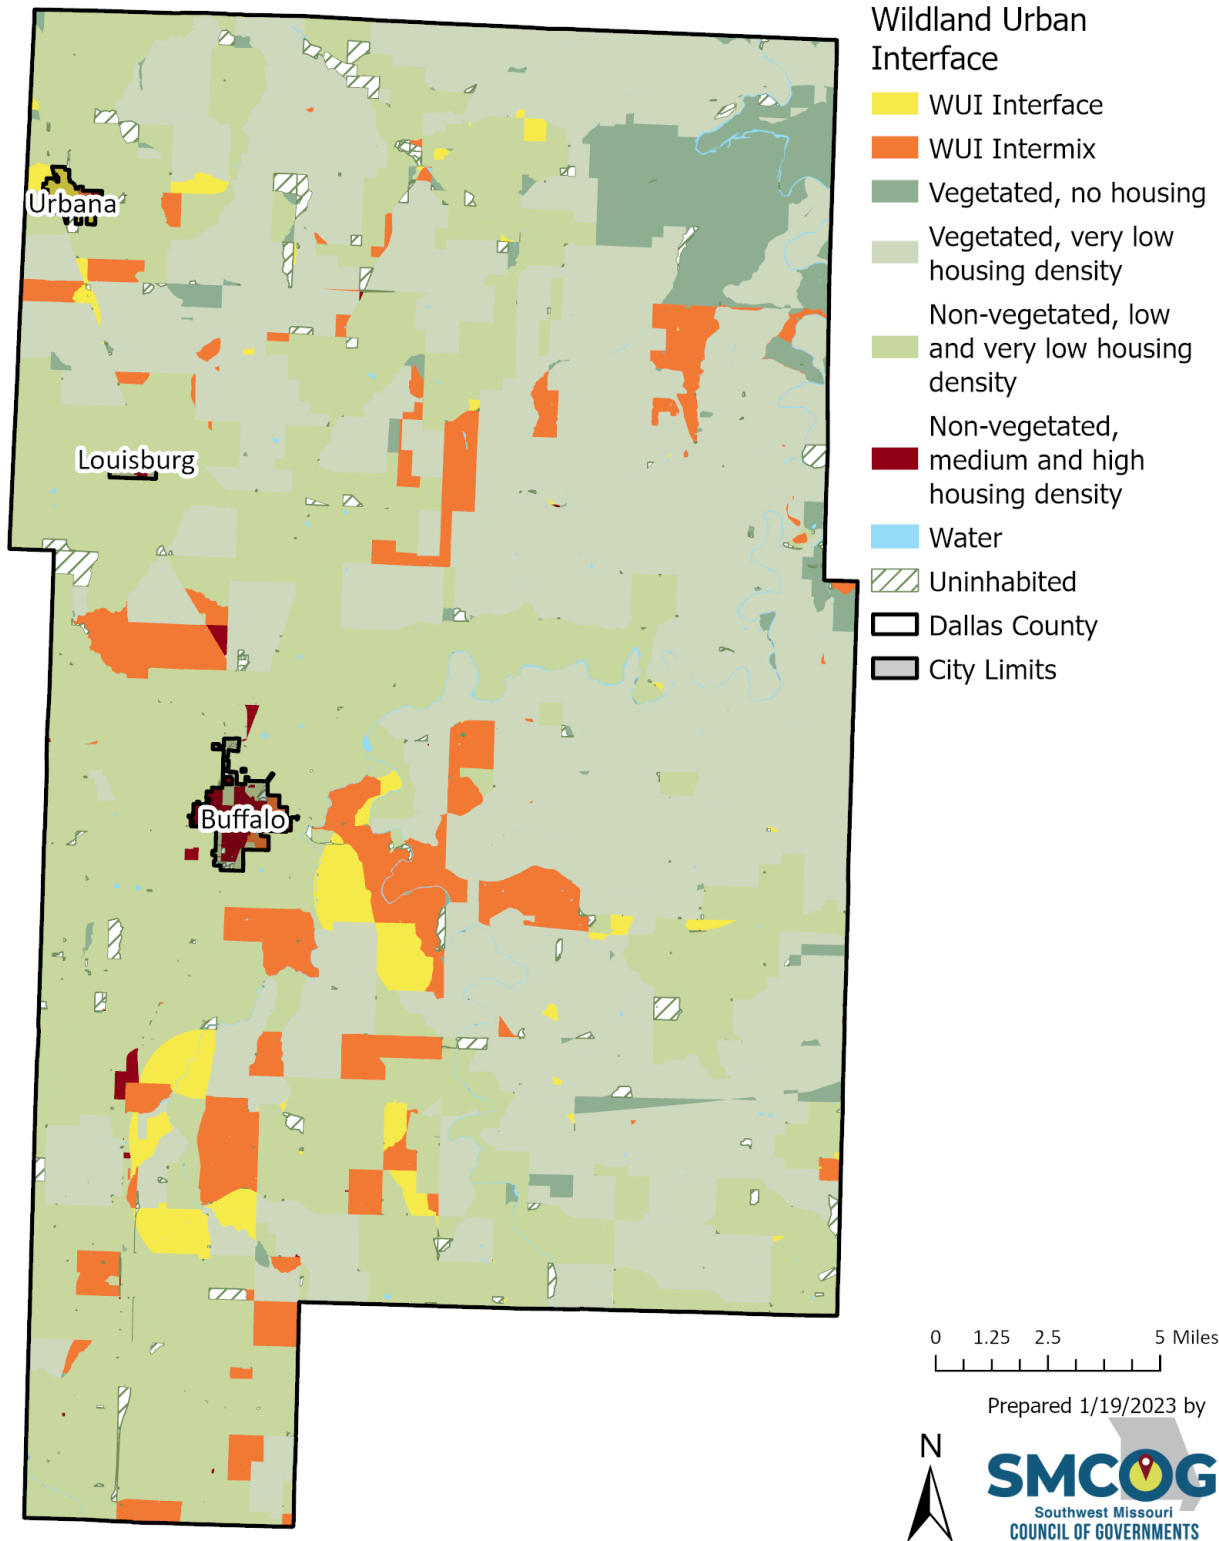 Wildland Urban
Interface
WUI Interface
WUI Intermix
Vegetated, no housing
Vegetated, very low
housing density
Non-vegetated, low
and very low housing
density
Non-vegetated,
medium and high
housing density
Water
Uninhabited
Dallas County
City Limits
Urbana
Louisburg
Buffalo
0 1.25 2.5 5 Miles
Prepared 1/19/2023 by
N
SMCOG
Southwest Missouri
COUNCIL OF GOVERNMENTS